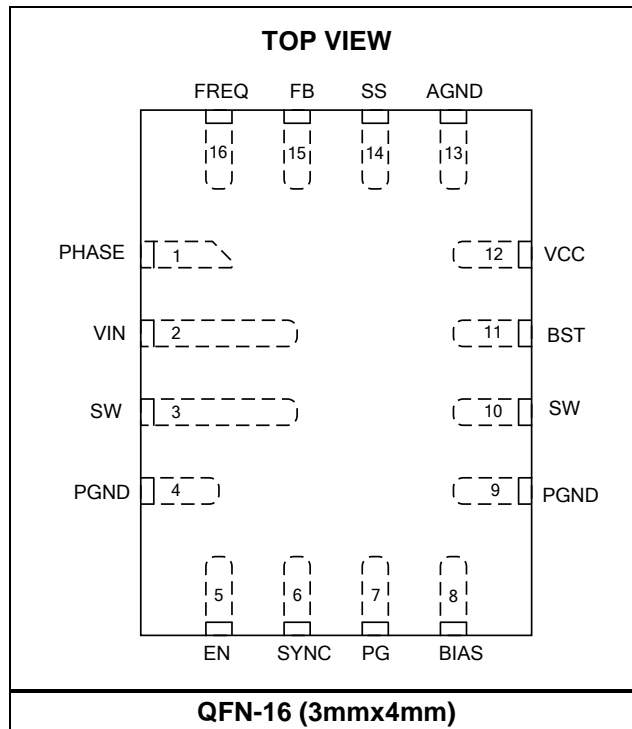 TOP VIEW
FREQ FB SS AGND
16 15 14 13
PHASE 1 12 VCC
VIN 2 11 BST
SW 3 10 SW
PGND 4 9 PGND
5 6 7 8
EN SYNC PG BIAS
QFN-16 (3mmx4mm)